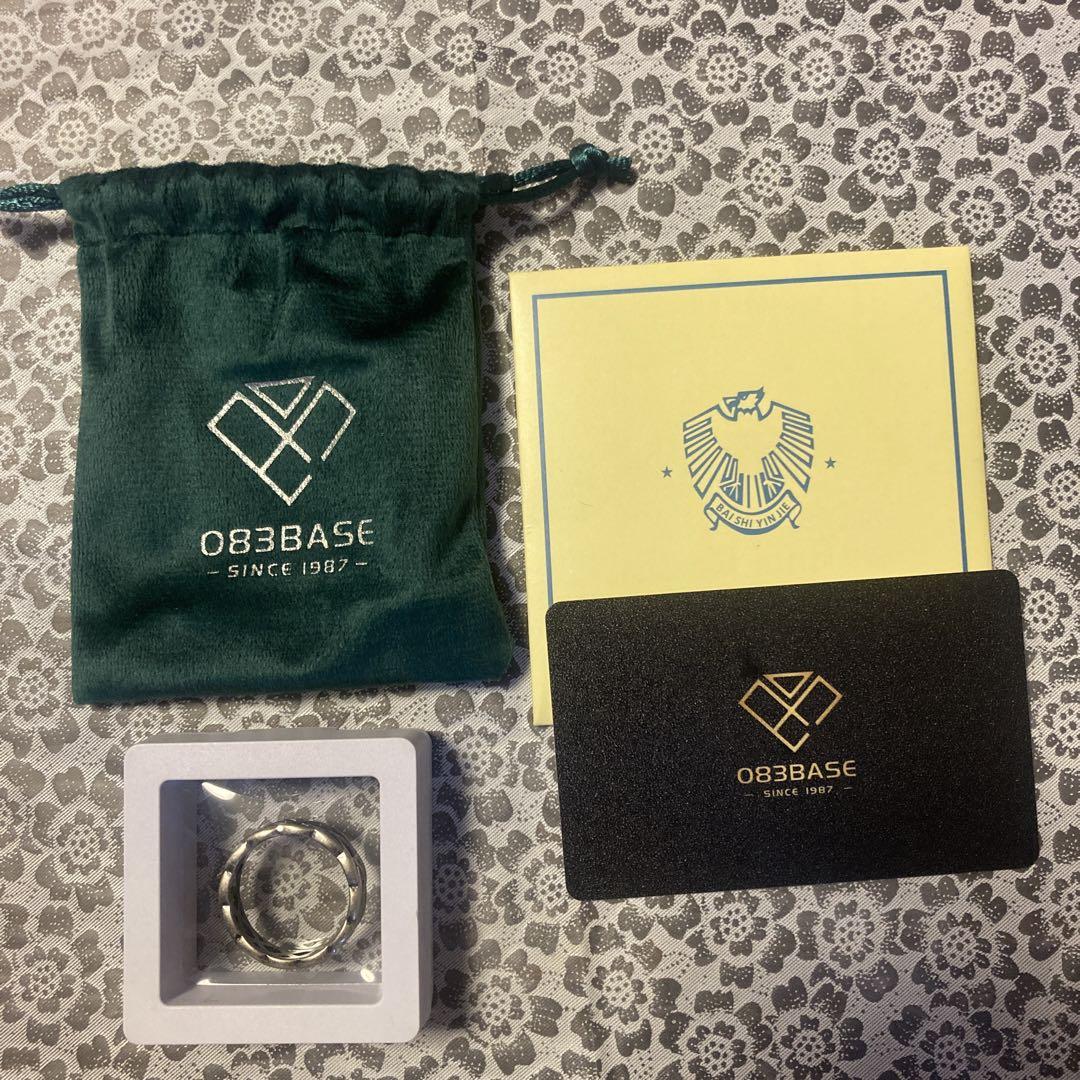 083BASE
- SINCE 1987 -
BAI SHI YIN JIE
083BASE
- SINCE 1987 -